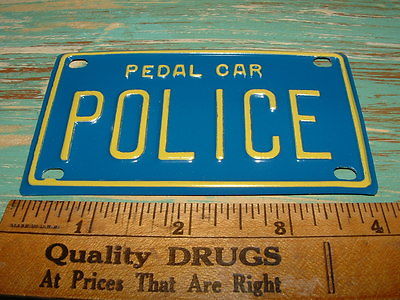 PEDAL CAR
POLICE
1 2 3 4
Quality DRUGS
At Prices That Are Right